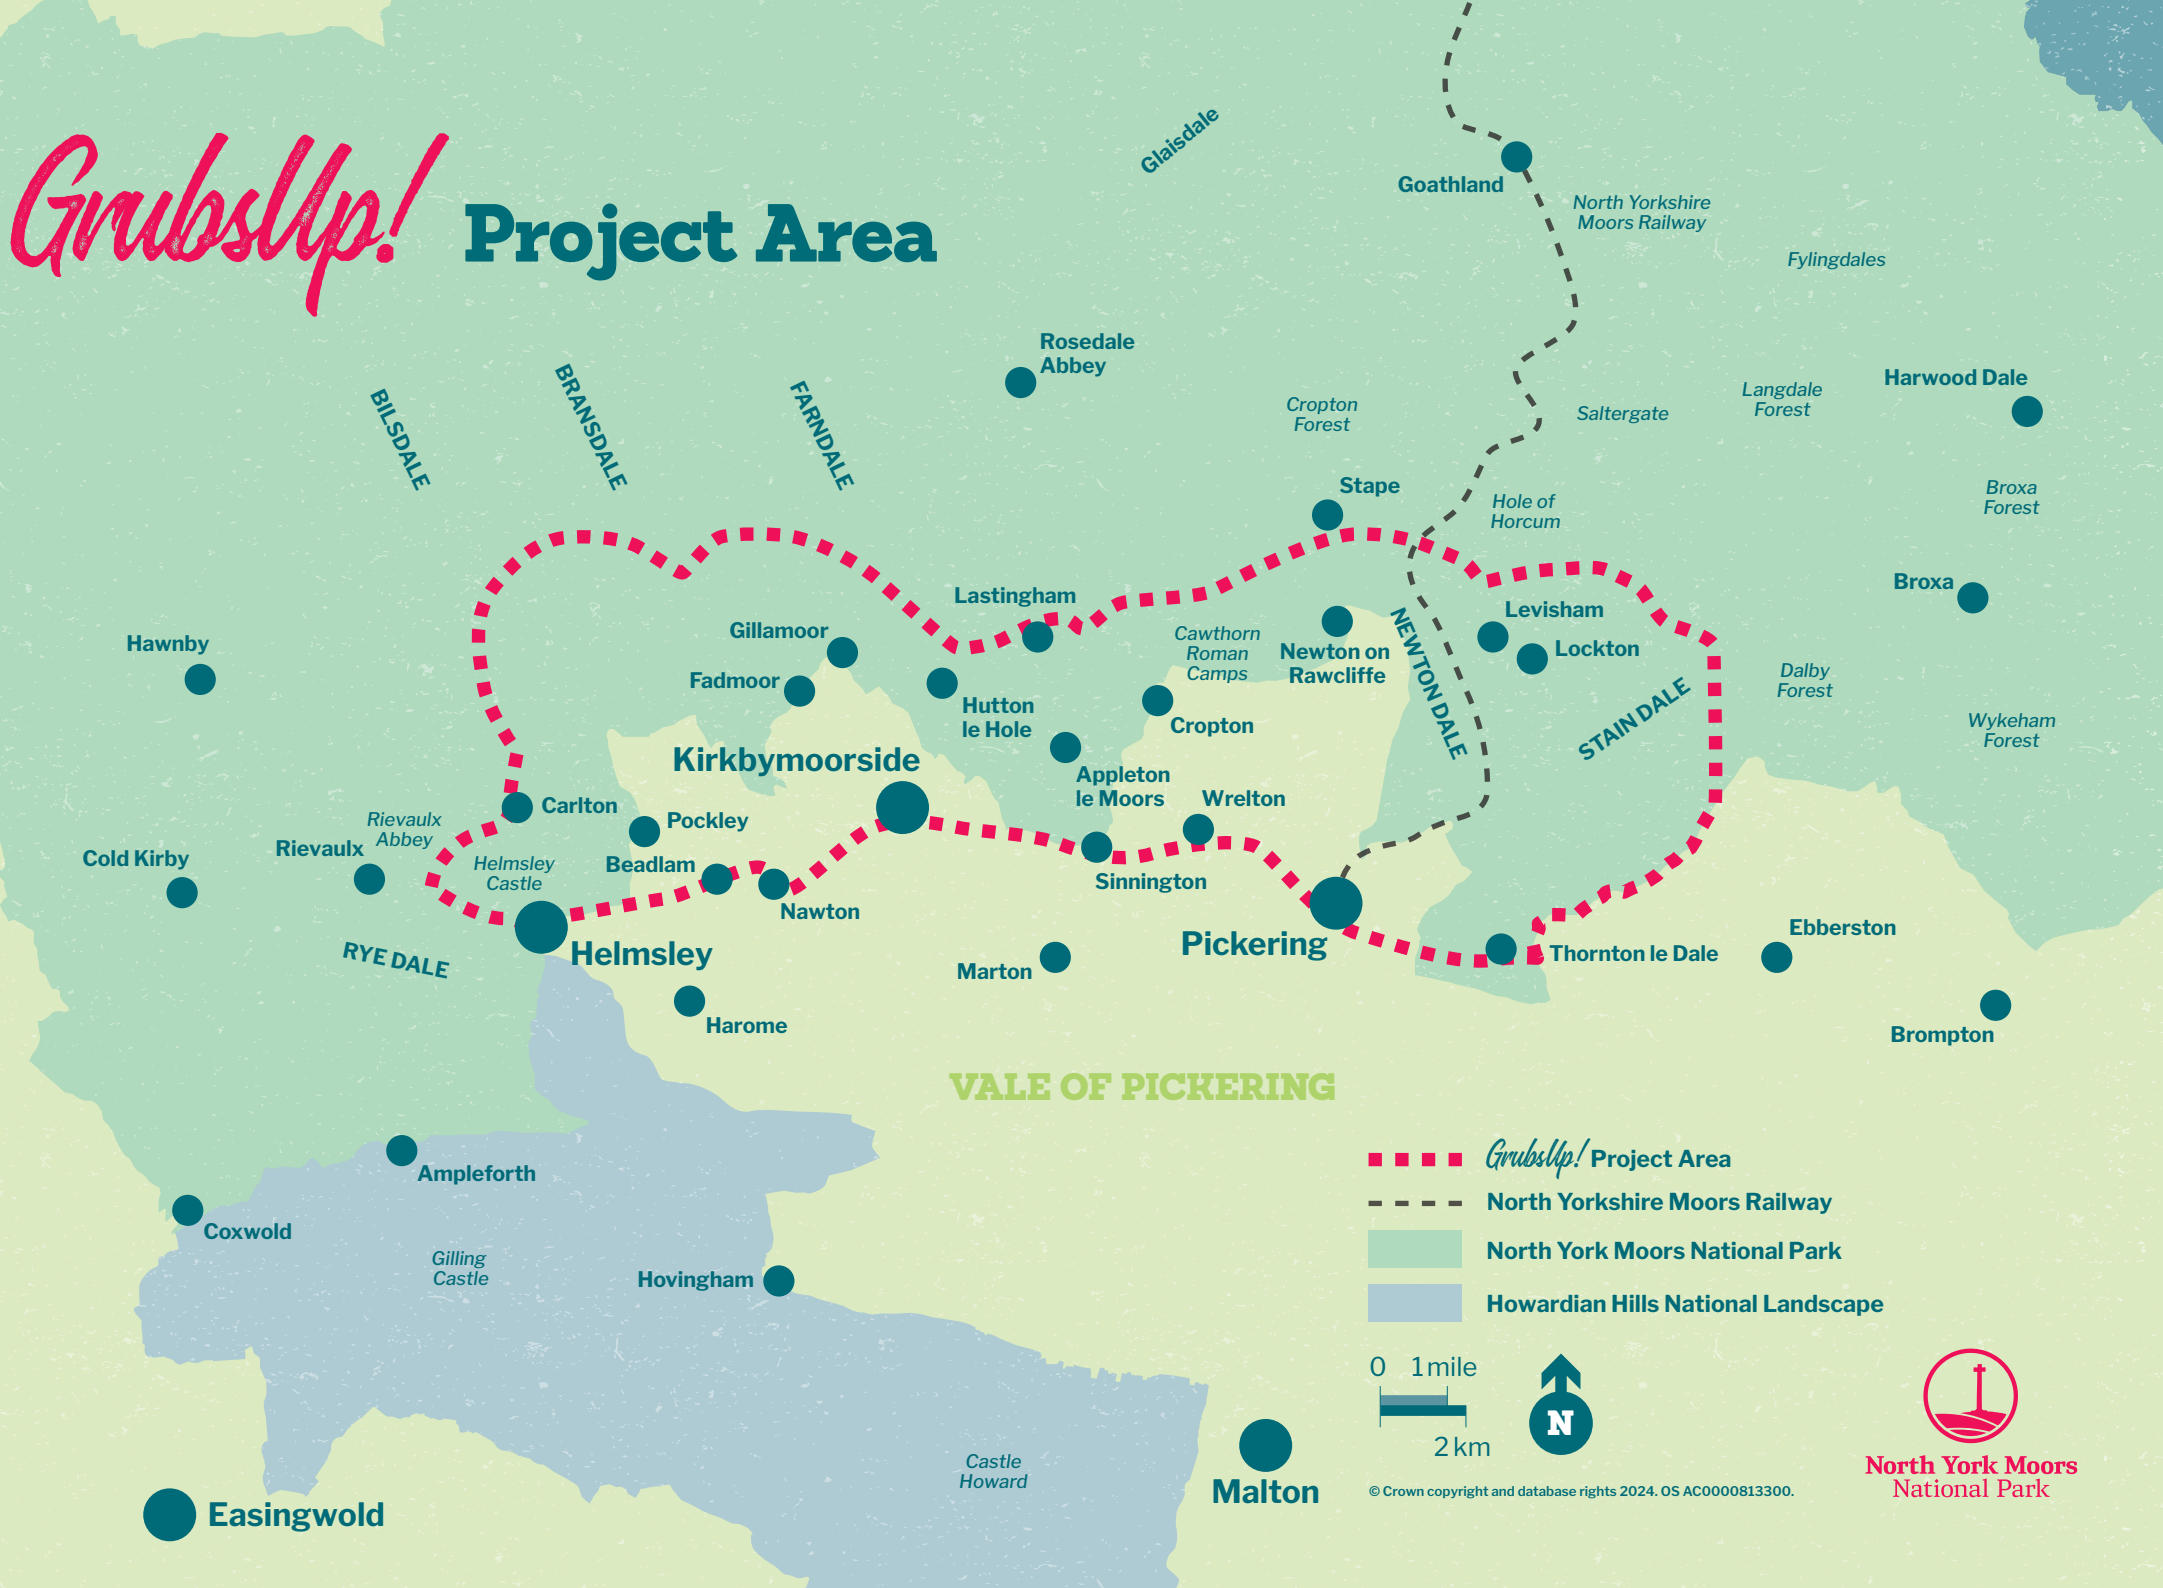 GrubsUp! Project Area
Glaisdale
Goathland
North Yorkshire
Moors Railway
Fylingdales
Rosedale
Abbey
BILSDALE
BRANSDALE
FARNDALE
Cropton
Forest
Saltergate
Langdale
Forest
Harwood Dale
Stape
Hole of
Horcum
Broxa
Forest
Broxa
Lastingham
Gillamoor
Fadmoor
Hutton
le Hole
Cawthorn
Roman
Camps
Newton on
Rawcliffe
NEWTON DALE
Levisham
Lockton
STAIN DALE
Dalby
Forest
Wykeham
Forest
Hawnby
Cropton
Kirkbymoorside
Appleton
le Moors
Wrelton
Carlton
Pockley
Rievaulx
Abbey
Rievaulx
Cold Kirby
Helmsley
Castle
Beadlam
Nawton
Sinnington
Helmsley
RYE DALE
Pickering
Marton
Thornton le Dale
Ebberston
Harome
Brompton
VALE OF PICKERING
Ampleforth
Coxwold
Gilling
Castle
Hovingham
Castle
Howard
Malton
Easingwold
GrubsUp! Project Area
North Yorkshire Moors Railway
North York Moors National Park
Howardian Hills National Landscape
0 1 mile
2 km
N
© Crown copyright and database rights 2024. OS AC0000813300.
North York Moors
National Park